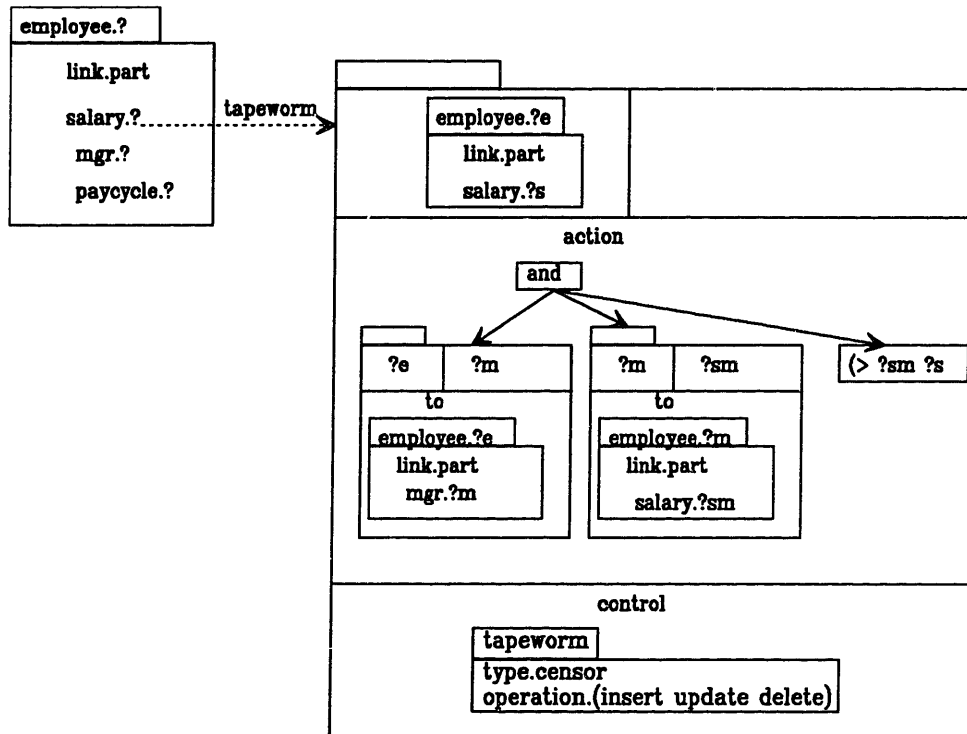 employee.?
link.part
salary.?
mgr.?
paycycle.?
tapeworm
employee.?e
link.part
salary.?s
action
and
?e ?m
to
employee.?e
link.part
mgr.?m
?m ?sm
to
employee.?m
link.part
salary.?sm
(> ?sm ?s
control
tapeworm
type.censor
operation.(insert update delete)